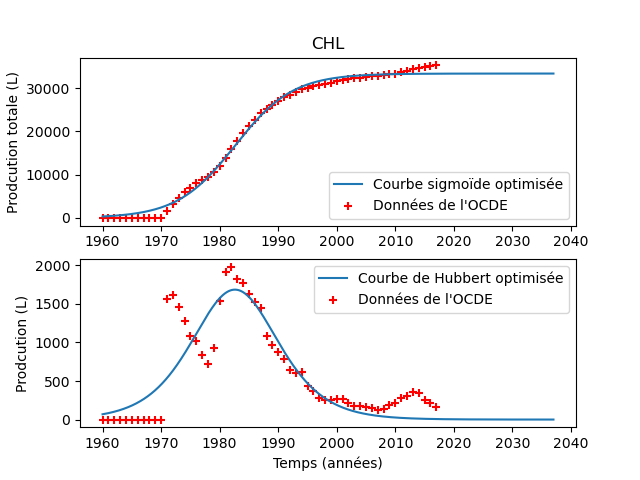 CHL
Prodcution totale (L)
30000
20000
10000
0
Courbe sigmoïde optimisée
Données de l'OCDE
1960 1970 1980 1990 2000 2010 2020 2030 2040
Prodcution (L)
2000
1500
1000
500
0
Courbe de Hubbert optimisée
Données de l'OCDE
1960 1970 1980 1990 2000 2010 2020 2030 2040
Temps (années)